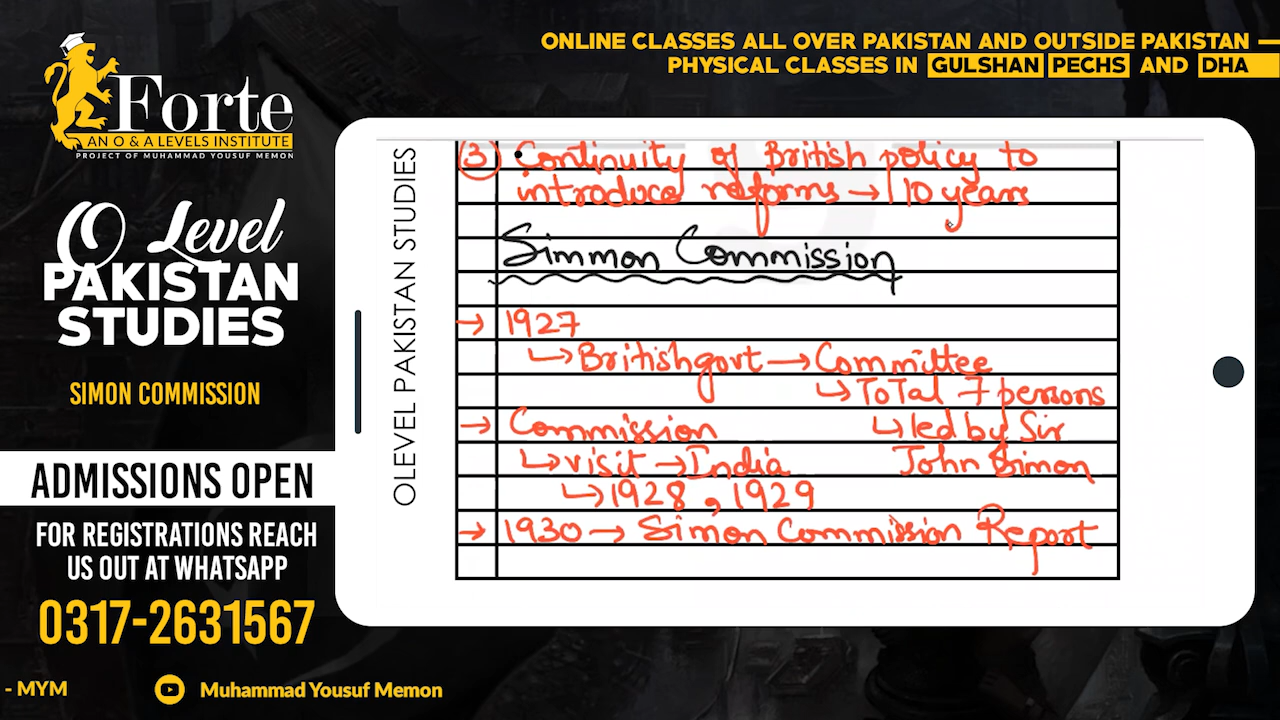 ONLINE CLASSES ALL OVER PAKISTAN AND OUTSIDE PAKISTAN
PHYSICAL CLASSES IN GULSHAN PECHS AND DHA
Forte
AN O & A LEVELS INSTITUTE
PROJECT OF MUHAMMAD YOUSUF MEMON
O Level
PAKISTAN
STUDIES
SIMON COMMISSION
ADMISSIONS OPEN
FOR REGISTRATIONS REACH
US OUT AT WHATSAPP
0317-2631567
- MYM
Muhammad Yousuf Memon
OLEVEL PAKISTAN STUDIES
(3) • Continuity of British policy to
introduce reforms → 10 years
Simmon Commission
→ 1927
↳ British govt → Committee
↳ Total 7 persons
→ Commission ↳ led by Sir
↳ visit → India John Simon
↳ 1928, 1929
→ 1930 → Simon Commission Report